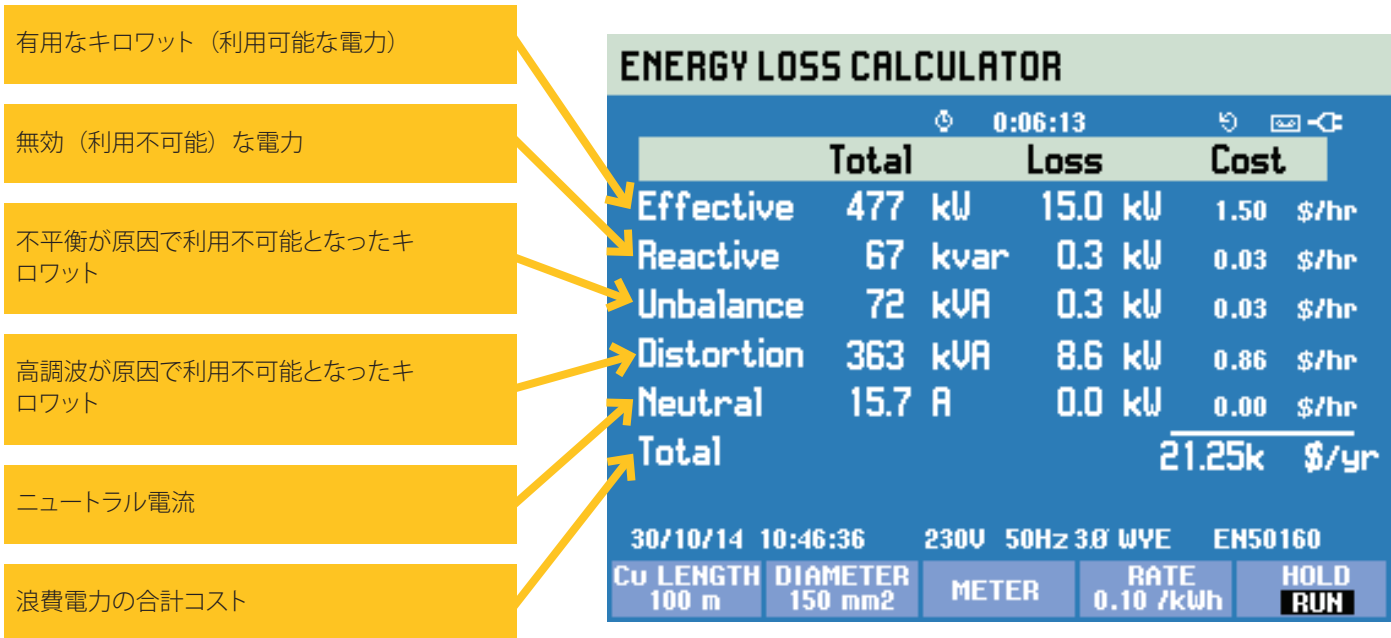 有用なキロワット（利用可能な電力）
無効（利用不可能）な電力
不平衡が原因で利用不可能となったキ
ロワット
高調波が原因で利用不可能となったキ
ロワット
ニュートラル電流
浪費電力の合計コスト
ENERGY LOSS CALCULATOR
0:06:13
Total Loss Cost
Effective 477 kW 15.0 kW 1.50 $/hr
Reactive 67 kvar 0.3 kW 0.03 $/hr
Unbalance 72 kVA 0.3 kW 0.03 $/hr
Distortion 363 kVA 8.6 kW 0.86 $/hr
Neutral 15.7 A 0.0 kW 0.00 $/hr
Total 21.25k $/yr
30/10/14 10:46:36 230V 50Hz 3Ø WYE EN50160
Cu LENGTH DIAMETER METER RATE HOLD
100 m 150 mm2 0.10 /kWh RUN